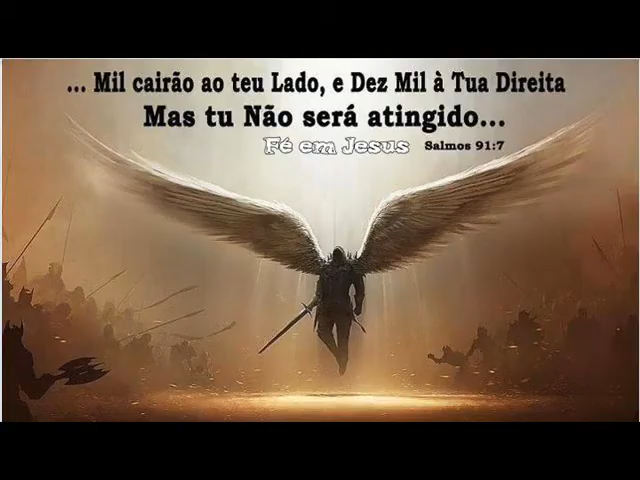 ... Mil cairão ao teu Lado, e Dez Mil à Tua Direita
Mas tu Não será atingido...
Fé em Jesus Salmos 91:7